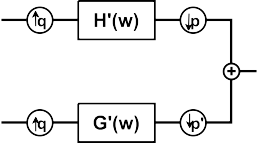 ↑q H'(w) ↓p
+
↑q G'(w) ↓p'